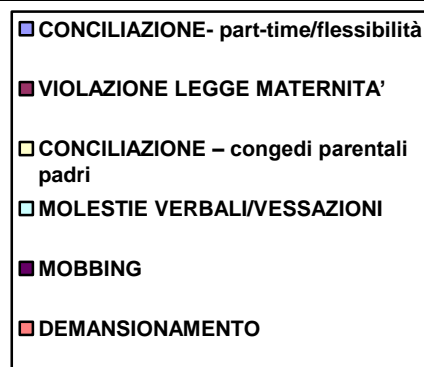 CONCILIAZIONE- part-time/flessibilità
VIOLAZIONE LEGGE MATERNITA’
CONCILIAZIONE – congedi parentali
padri
MOLESTIE VERBALI/VESSAZIONI
MOBBING
DEMANSIONAMENTO